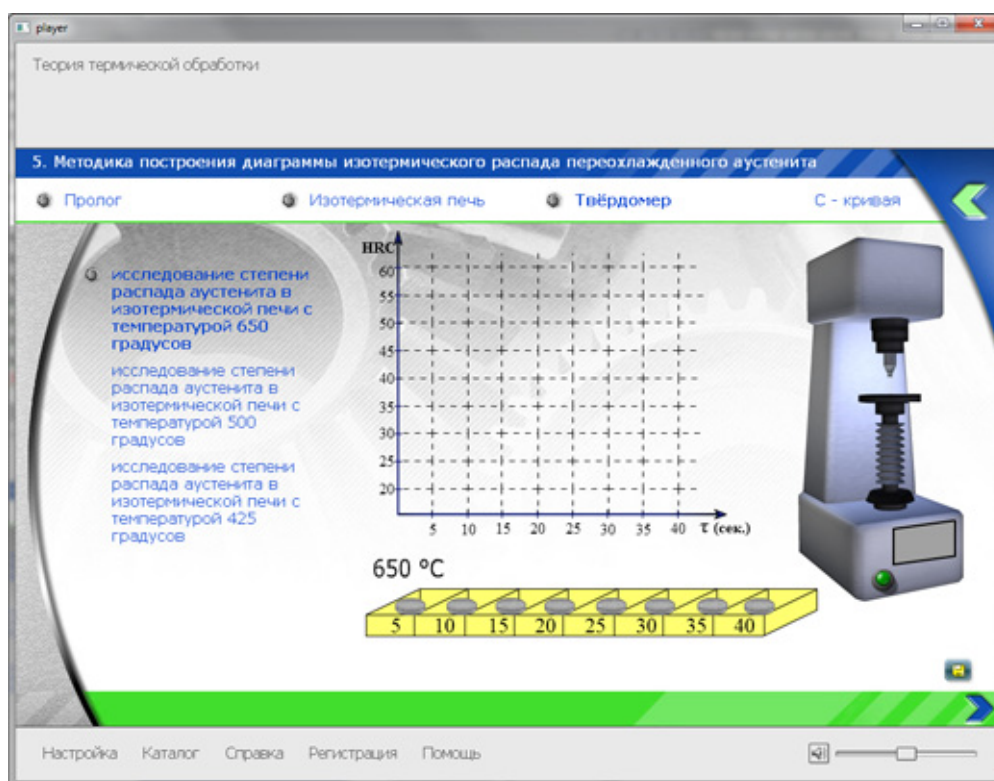 player
Теория термической обработки
5. Методика построения диаграммы изотермического распада переохлажденного аустенита
Пролог
Изотермическая печь
Твёрдомер
С - кривая
исследование степени
распада аустенита в
изотермической печи с
температурой 650
градусов
исследование степени
распада аустенита в
изотермической печи с
температурой 500
градусов
исследование степени
распада аустенита в
изотермической печи с
температурой 425
градусов
HRC
60
55
50
45
40
35
30
25
20
5 10 15 20 25 30 35 40 τ (сек.)
650 °C
5 10 15 20 25 30 35 40
Настройка Каталог Справка Регистрация Помощь